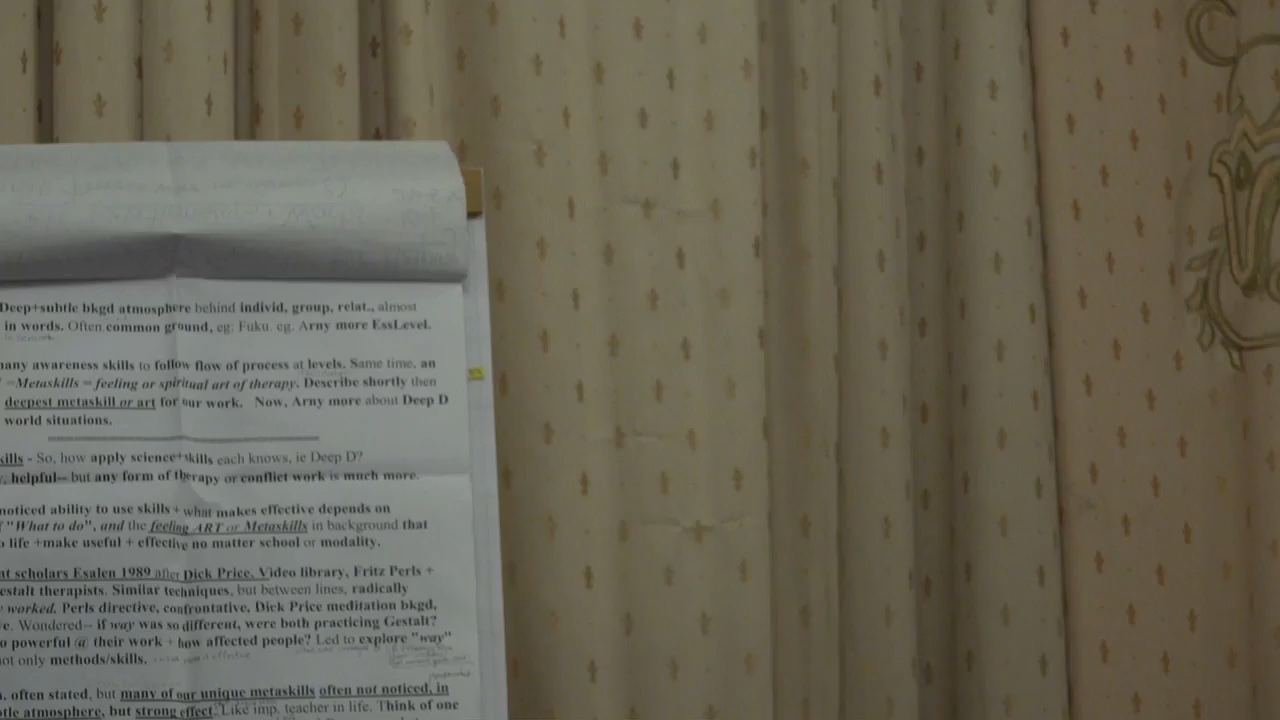 Deep+subtle bkgd atmosphere behind individ, group, relat., almost
in words. Often common ground, eg: Fuku. eg. Arny more EssLevel.
any awareness skills to follow flow of process at levels. Same time, an
=Metaskills = feeling or spiritual art of therapy. Describe shortly then
deepest metaskill or art for our work. Now, Arny more about Deep D
world situations.
kills - So, how apply science+skills each knows, ie Deep D?
, helpful-- but any form of therapy or conflict work is much more.
noticed ability to use skills + what makes effective depends on
"What to do", and the feeling ART or Metaskills in background that
life +make useful + effective no matter school or modality.
nt scholars Esalen 1989 after Dick Price. Video library, Fritz Perls +
estalt therapists. Similar techniques, but between lines, radically
worked. Perls directive, confrontative, Dick Price meditation bkgd,
e. Wondered-- if way was so different, were both practicing Gestalt?
o powerful @ their work + how affected people? Led to explore "way"
not only methods/skills.
. often stated, but many of our unique metaskills often not noticed, in
tle atmosphere, but strong effect. Like imp. teacher in life. Think of one